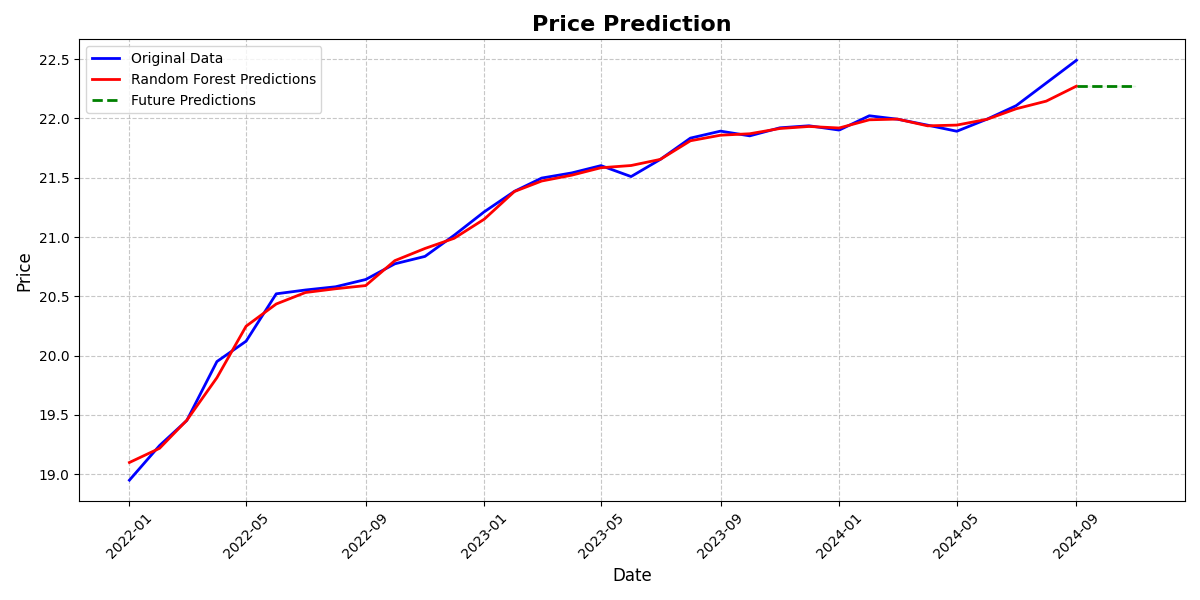 Price Prediction
Original Data
Random Forest Predictions
Future Predictions
22.5
22.0
21.5
21.0
20.5
20.0
19.5
19.0
Price
2022-01
2022-05
2022-09
2023-01
2023-05
2023-09
2024-01
2024-05
2024-09
Date